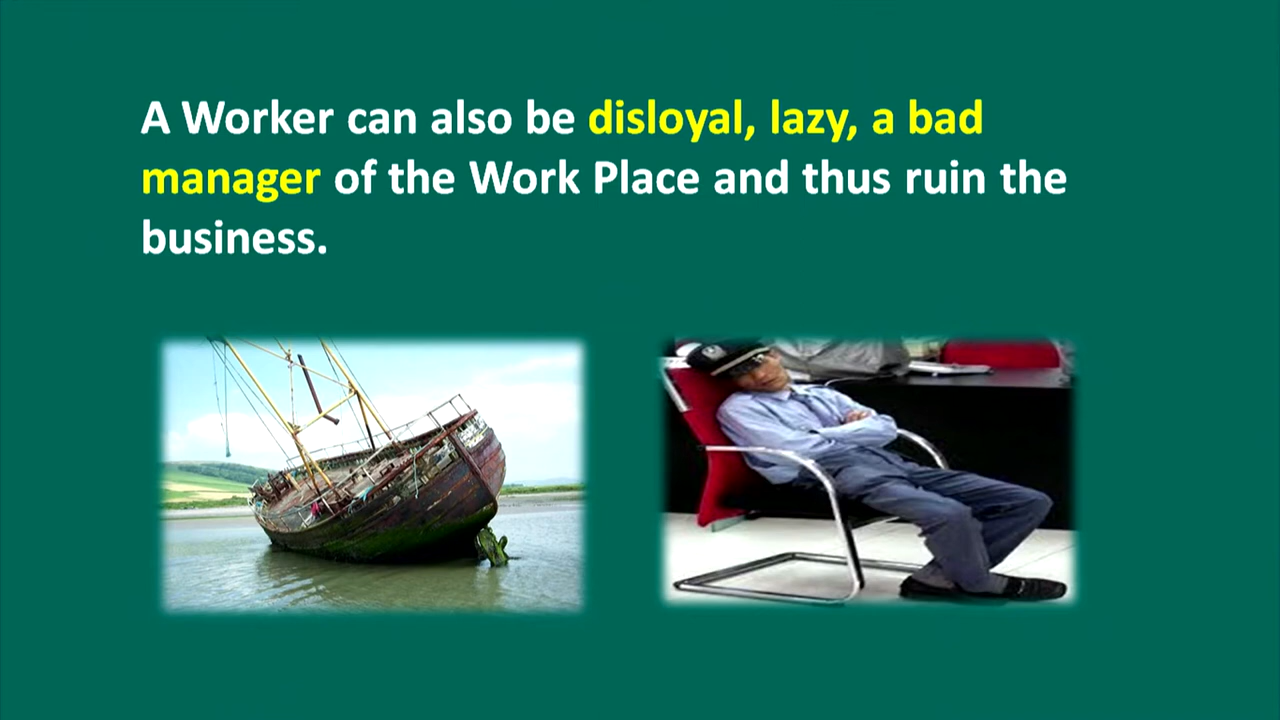 A Worker can also be disloyal, lazy, a bad
manager of the Work Place and thus ruin the
business.